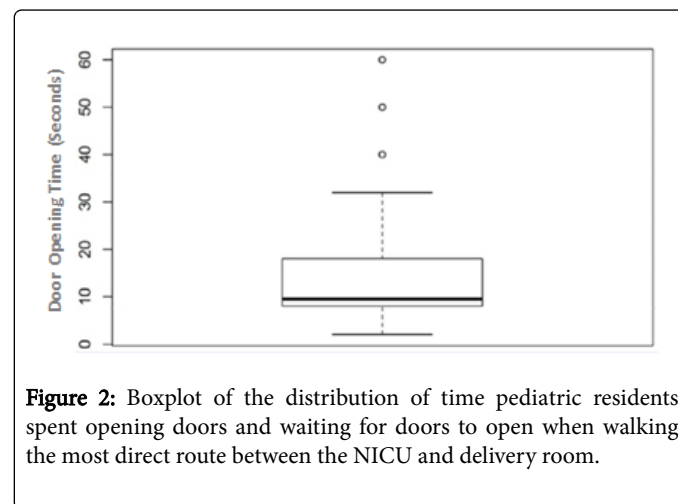 Door Opening Time (Seconds)
60
50
40
30
20
10
0
Figure 2: Boxplot of the distribution of time pediatric residents
spent opening doors and waiting for doors to open when walking
the most direct route between the NICU and delivery room.